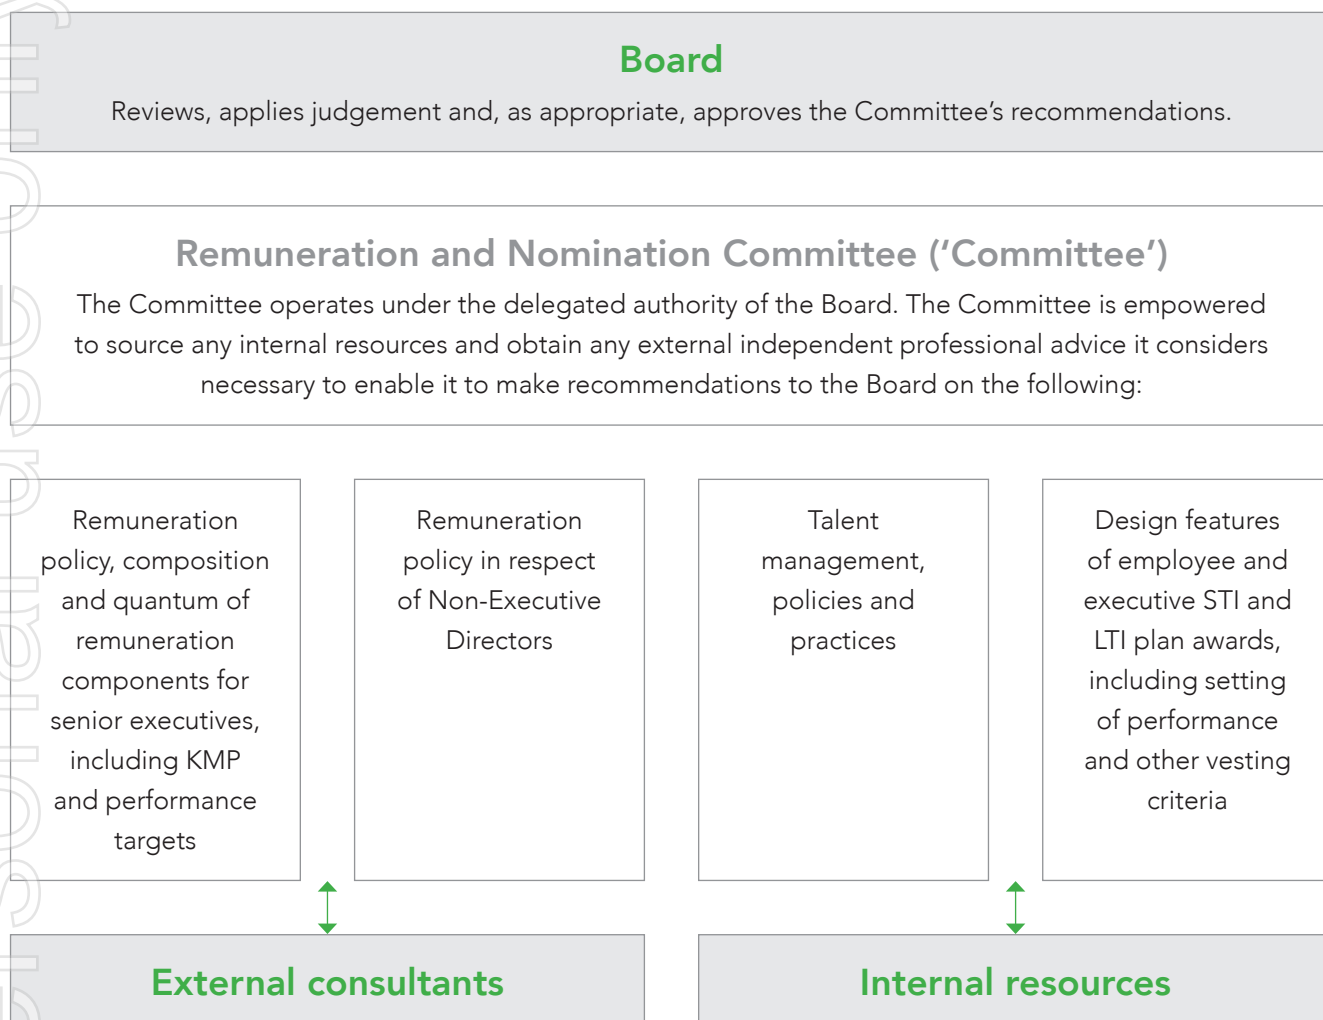 Board
Reviews, applies judgement and, as appropriate, approves the Committee’s recommendations.
Remuneration and Nomination Committee (‘Committee’)
The Committee operates under the delegated authority of the Board. The Committee is empowered
to source any internal resources and obtain any external independent professional advice it considers
necessary to enable it to make recommendations to the Board on the following:
Remuneration
policy, composition
and quantum of
remuneration
components for
senior executives,
including KMP
and performance
targets
Remuneration
policy in respect
of Non-Executive
Directors
Talent
management,
policies and
practices
Design features
of employee and
executive STI and
LTI plan awards,
including setting
of performance
and other vesting
criteria
External consultants
Internal resources